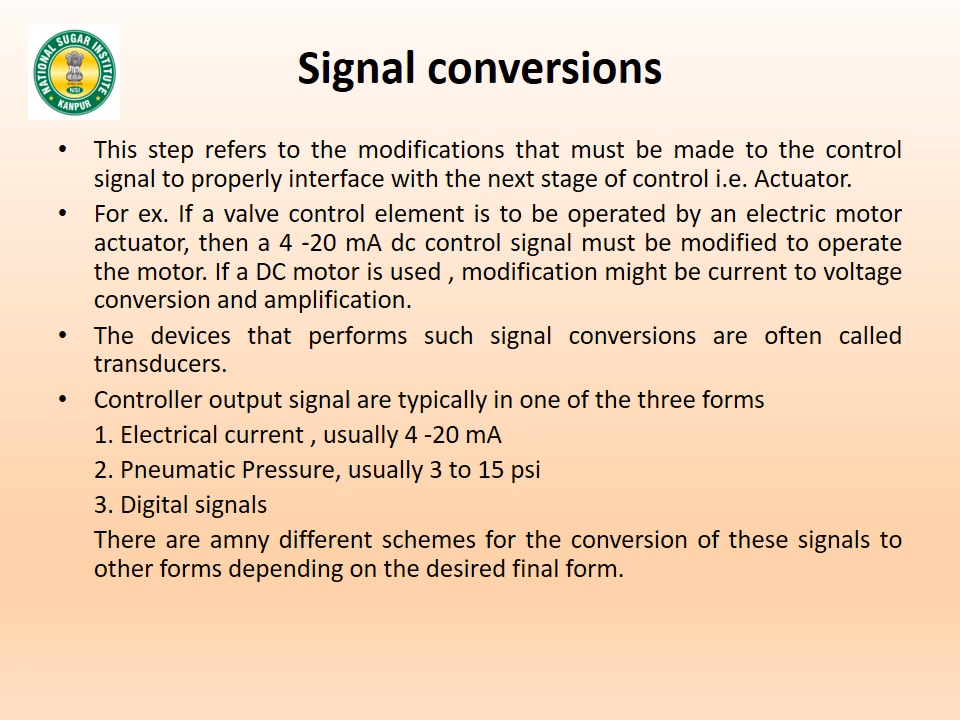 NATIONAL SUGAR INSTITUTE
NSI
KANPUR
Signal conversions
• This step refers to the modifications that must be made to the control
signal to properly interface with the next stage of control i.e. Actuator.
• For ex. If a valve control element is to be operated by an electric motor
actuator, then a 4 -20 mA dc control signal must be modified to operate
the motor. If a DC motor is used , modification might be current to voltage
conversion and amplification.
• The devices that performs such signal conversions are often called
transducers.
• Controller output signal are typically in one of the three forms
1. Electrical current , usually 4 -20 mA
2. Pneumatic Pressure, usually 3 to 15 psi
3. Digital signals
There are amny different schemes for the conversion of these signals to
other forms depending on the desired final form.